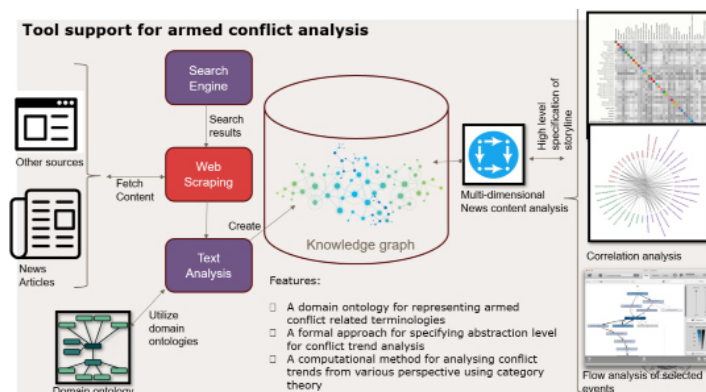 Tool support for armed conflict analysis
Search
Engine
Search
results
Other sources
Web
Scraping
Fetch
Content
Create
News
Articles
Text
Analysis
Utilize
domain
ontologies
Domain ontology
Knowledge graph
Features:
A domain ontology for representing armed
conflict related terminologies
A formal approach for specifying abstraction level
for conflict trend analysis
A computational method for analysing conflict
trends from various perspective using category
theory
Multi-dimensional
News content analysis
High level
specification of
storyline
Correlation analysis
Flow analysis of selected
events